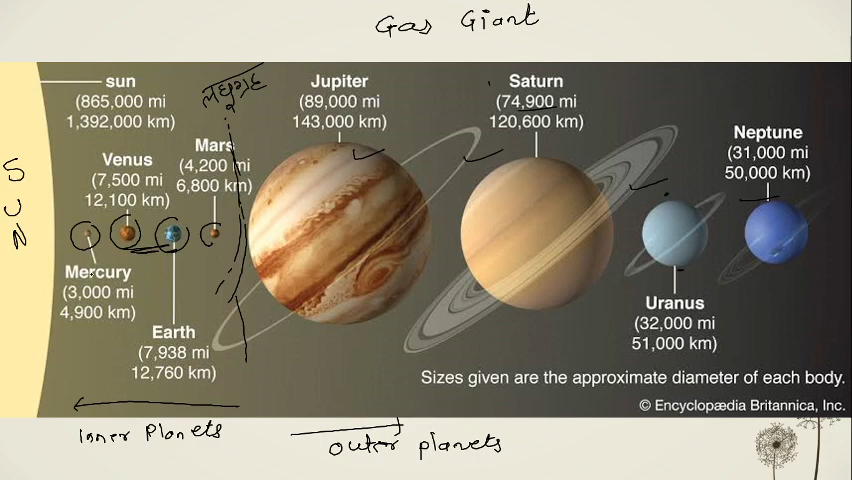 Gas Giant
sun
(865,000 mi
1,392,000 km)
लघुग्रह
Jupiter
(89,000 mi
143,000 km)
Saturn
(74,900 mi
120,600 km)
Mars
(4,200 mi
6,800 km)
Venus
(7,500 mi
12,100 km)
Neptune
(31,000 mi
50,000 km)
SUN
Mercury
(3,000 mi
4,900 km)
Earth
(7,938 mi
12,760 km)
Uranus
(32,000 mi
51,000 km)
Sizes given are the approximate diameter of each body.
© Encyclopædia Britannica, Inc.
Inner Planets
outer planets